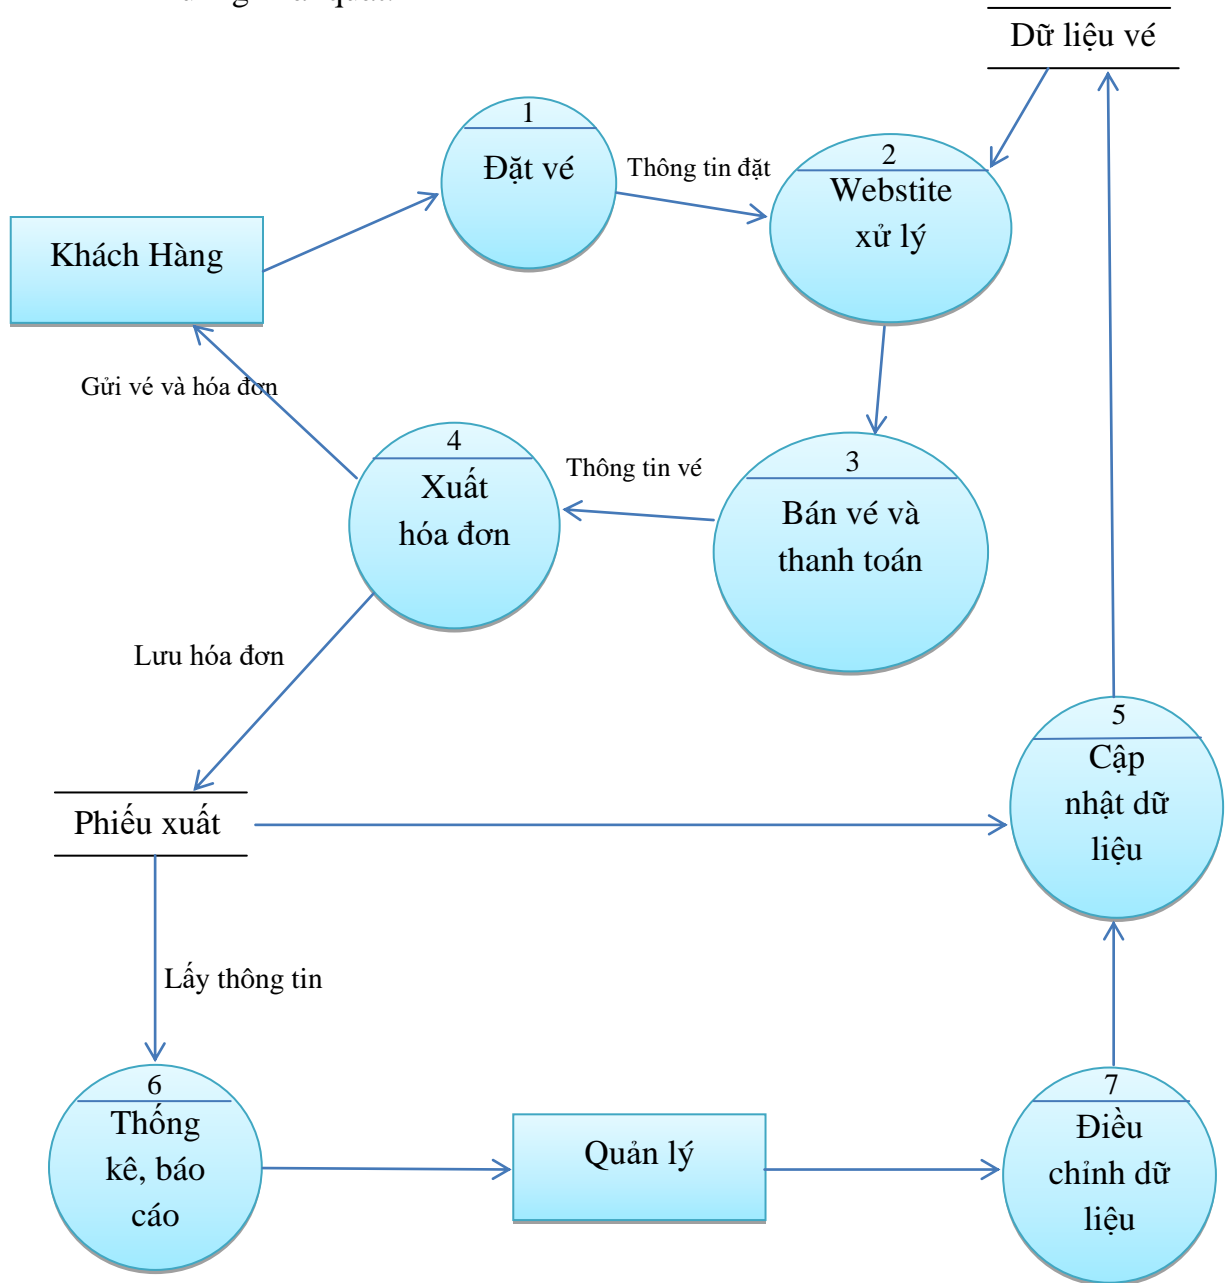 Dữ liệu vé
1
Đặt vé
Thông tin đặt
2
Webstite
xử lý
Khách Hàng
Gửi vé và hóa đơn
4
Xuất
hóa đơn
Thông tin vé
3
Bán vé và
thanh toán
Lưu hóa đơn
5
Cập
nhật dữ
liệu
Phiếu xuất
Lấy thông tin
6
Thống
kê, báo
cáo
Quản lý
7
Điều
chỉnh dữ
liệu